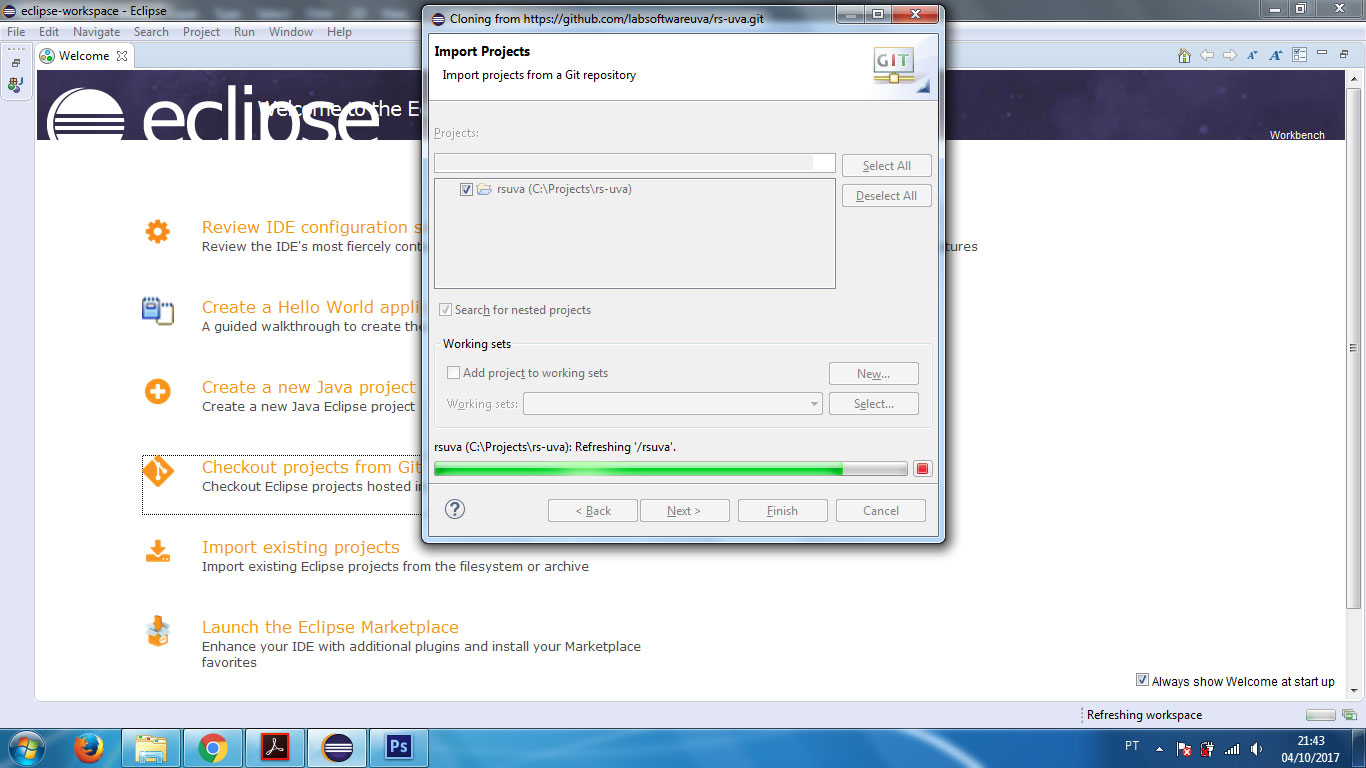 eclipse-workspace - Eclipse
File Edit Navigate Search Project Run Window Help
Welcome
eclipse
Welcome to the E
Workbench
Review IDE configuration s
Review the IDE's most fiercely cont
tures
Create a Hello World appli
A guided walkthrough to create the
Create a new Java project
Create a new Java Eclipse project
Checkout projects from Git
Checkout Eclipse projects hosted i
Import existing projects
Import existing Eclipse projects from the filesystem or archive
Launch the Eclipse Marketplace
Enhance your IDE with additional plugins and install your Marketplace
favorites
Always show Welcome at start up
Refreshing workspace
Cloning from https://github.com/labsoftwareuva/rs-uva.git
Import Projects
Import projects from a Git repository
GIT
Projects:
Select All
rsuva (C:\Projects\rs-uva)
Deselect All
Search for nested projects
Working sets
Add project to working sets
New...
Working sets:
Select...
rsuva (C:\Projects\rs-uva): Refreshing '/rsuva'.
? < Back Next > Finish Cancel
Ps
PT
21:43
04/10/2017